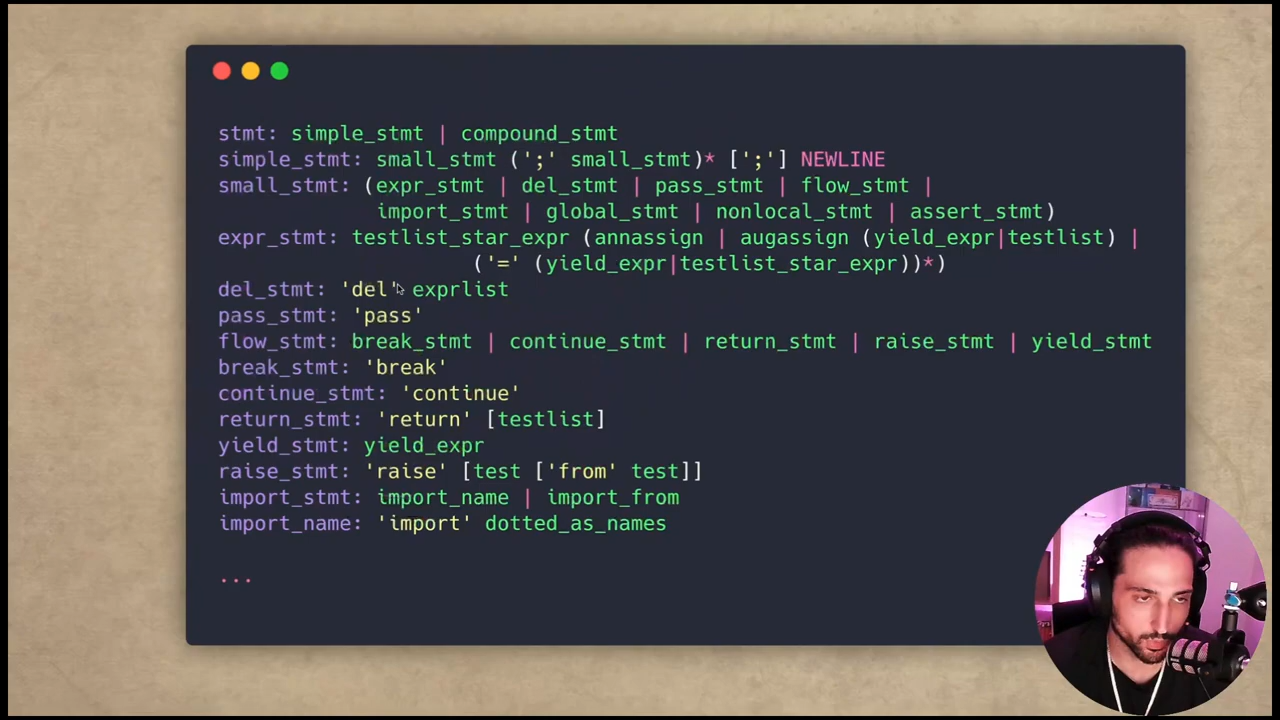 stmt: simple_stmt | compound_stmt
simple_stmt: small_stmt (';' small_stmt)* [';'] NEWLINE
small_stmt: (expr_stmt | del_stmt | pass_stmt | flow_stmt |
import_stmt | global_stmt | nonlocal_stmt | assert_stmt)
expr_stmt: testlist_star_expr (annassign | augassign (yield_expr|testlist) |
('=' (yield_expr|testlist_star_expr))*)
del_stmt: 'del' exprlist
pass_stmt: 'pass'
flow_stmt: break_stmt | continue_stmt | return_stmt | raise_stmt | yield_stmt
break_stmt: 'break'
continue_stmt: 'continue'
return_stmt: 'return' [testlist]
yield_stmt: yield_expr
raise_stmt: 'raise' [test ['from' test]]
import_stmt: import_name | import_from
import_name: 'import' dotted_as_names
...